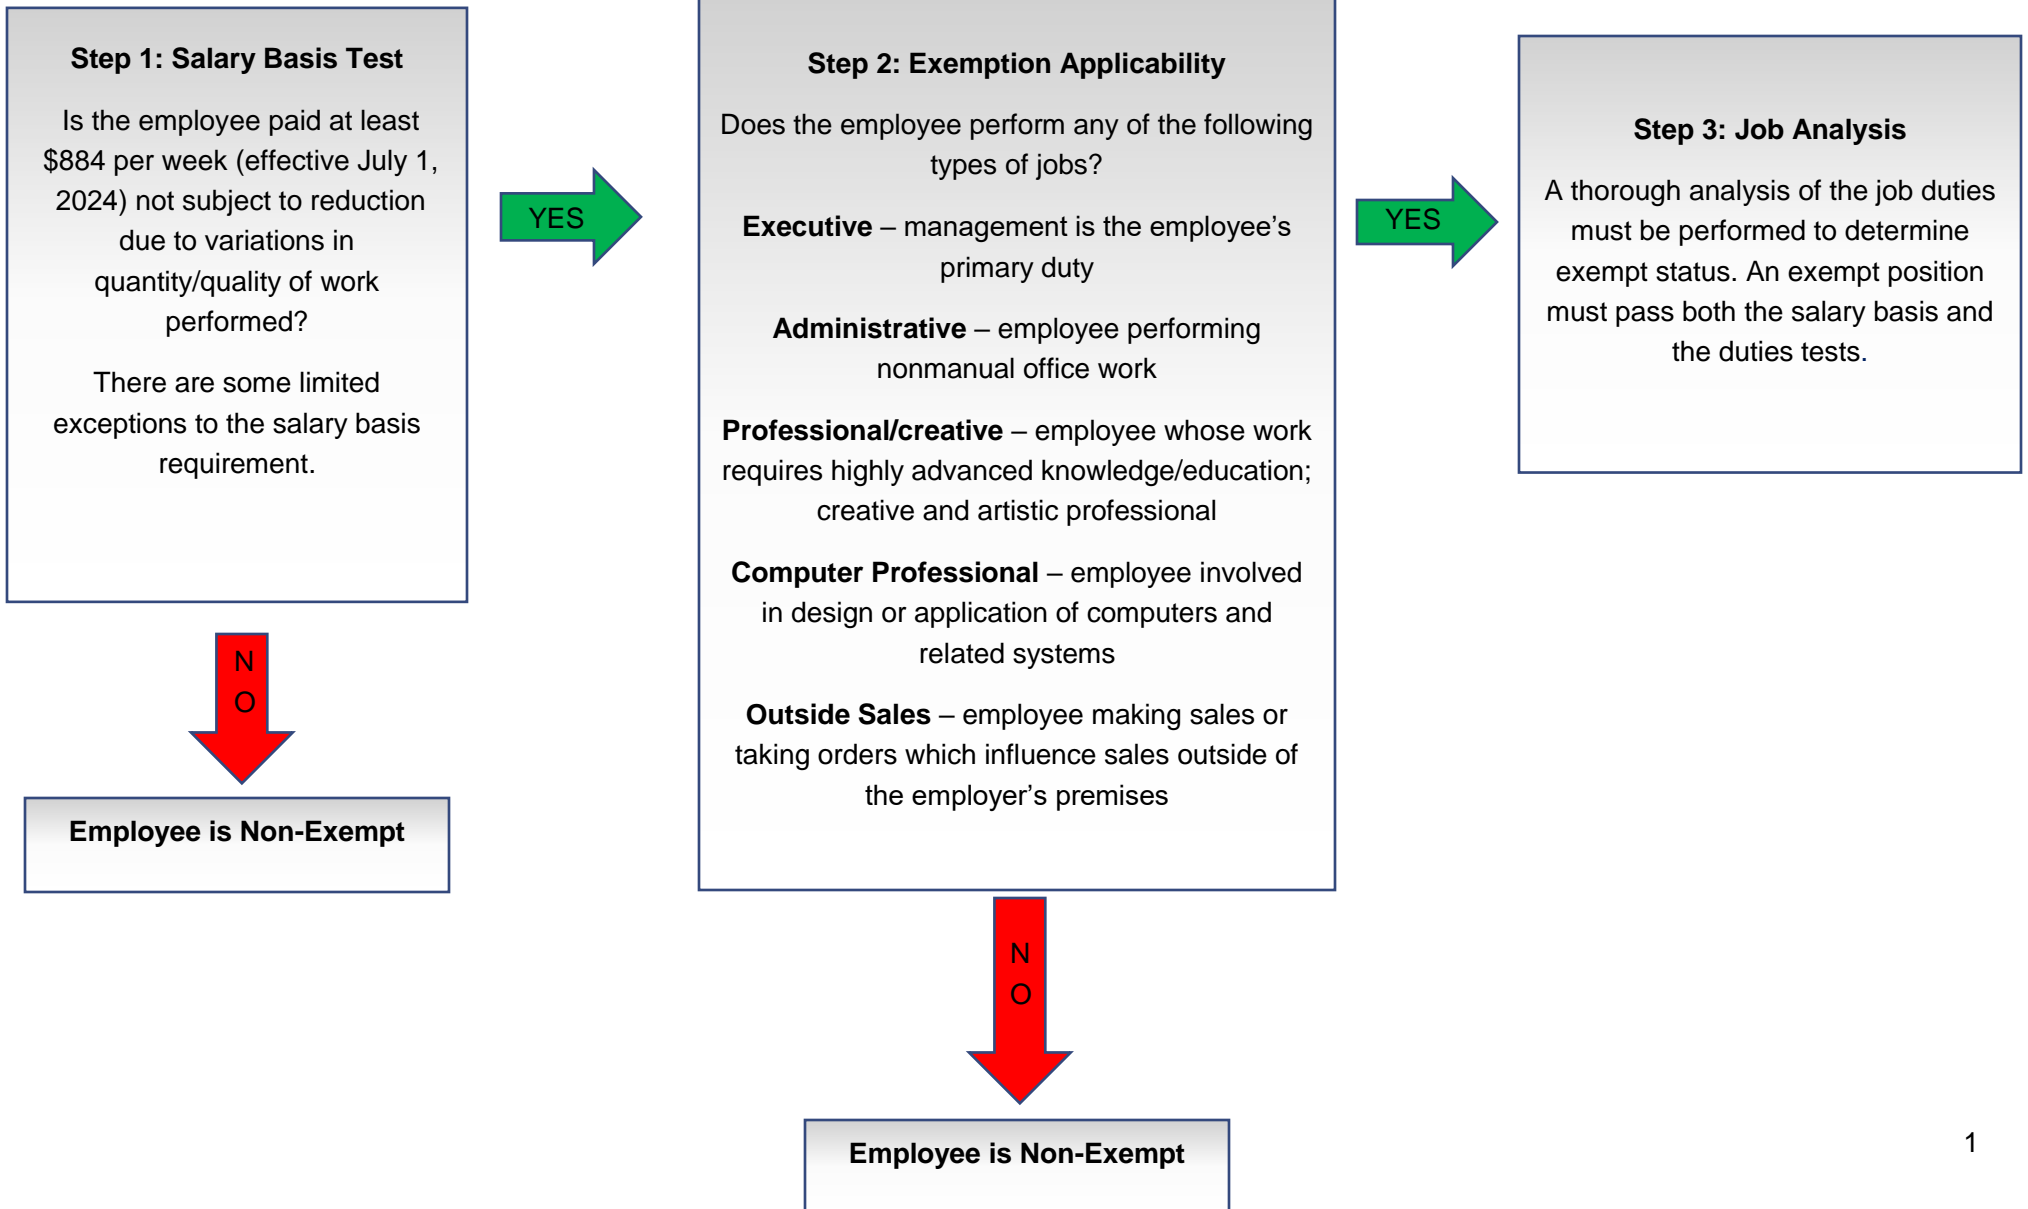 Step 1: Salary Basis Test
Is the employee paid at least
$884 per week (effective July 1,
2024) not subject to reduction
due to variations in
quantity/quality of work
performed?
There are some limited
exceptions to the salary basis
requirement.
YES
N
O
Employee is Non-Exempt
Step 2: Exemption Applicability
Does the employee perform any of the following
types of jobs?
Executive – management is the employee’s
primary duty
Administrative – employee performing
nonmanual office work
Professional/creative – employee whose work
requires highly advanced knowledge/education;
creative and artistic professional
Computer Professional – employee involved
in design or application of computers and
related systems
Outside Sales – employee making sales or
taking orders which influence sales outside of
the employer’s premises
YES
N
O
Employee is Non-Exempt
Step 3: Job Analysis
A thorough analysis of the job duties
must be performed to determine
exempt status. An exempt position
must pass both the salary basis and
the duties tests.
1